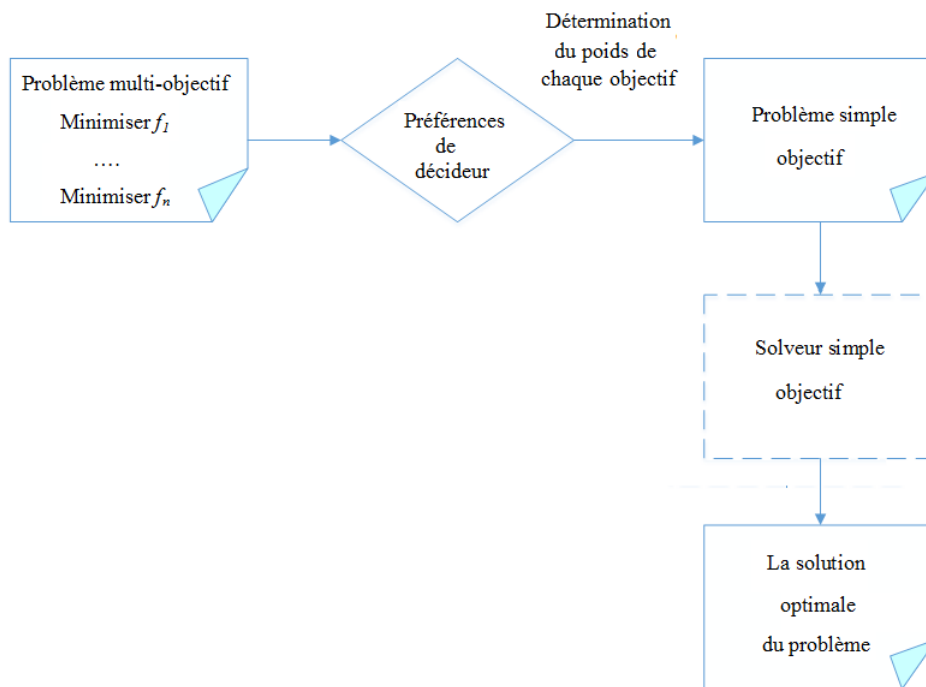 Problème multi-objectif
Minimiser f1
....
Minimiser fn
Préférences
de
décideur
Détermination
du poids de
chaque objectif
Problème simple
objectif
Solveur simple
objectif
La solution
optimale
du problème